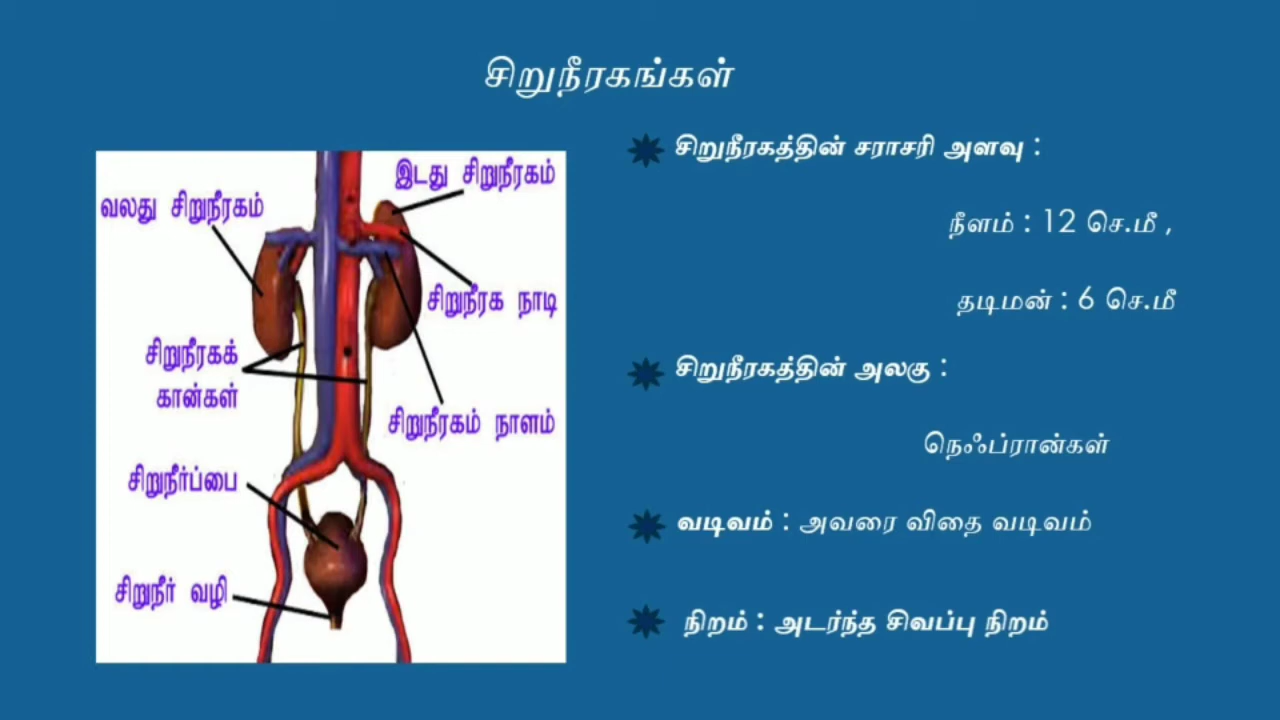 சிறுநீரகங்கள்
வலது சிறுநீரகம்
இடது சிறுநீரகம்
சிறுநீரக நாடி
சிறுநீரகக்
கான்கள்
சிறுநீரகம் நாளம்
சிறுநீர்ப்பை
சிறுநீர் வழி
சிறுநீரகத்தின் சராசரி அளவு :
நீளம் : 12 செ.மீ ,
தடிமன் : 6 செ.மீ
சிறுநீரகத்தின் அலகு :
நெஃப்ரான்கள்
வடிவம் : அவரை விதை வடிவம்
நிறம் : அடர்ந்த சிவப்பு நிறம்